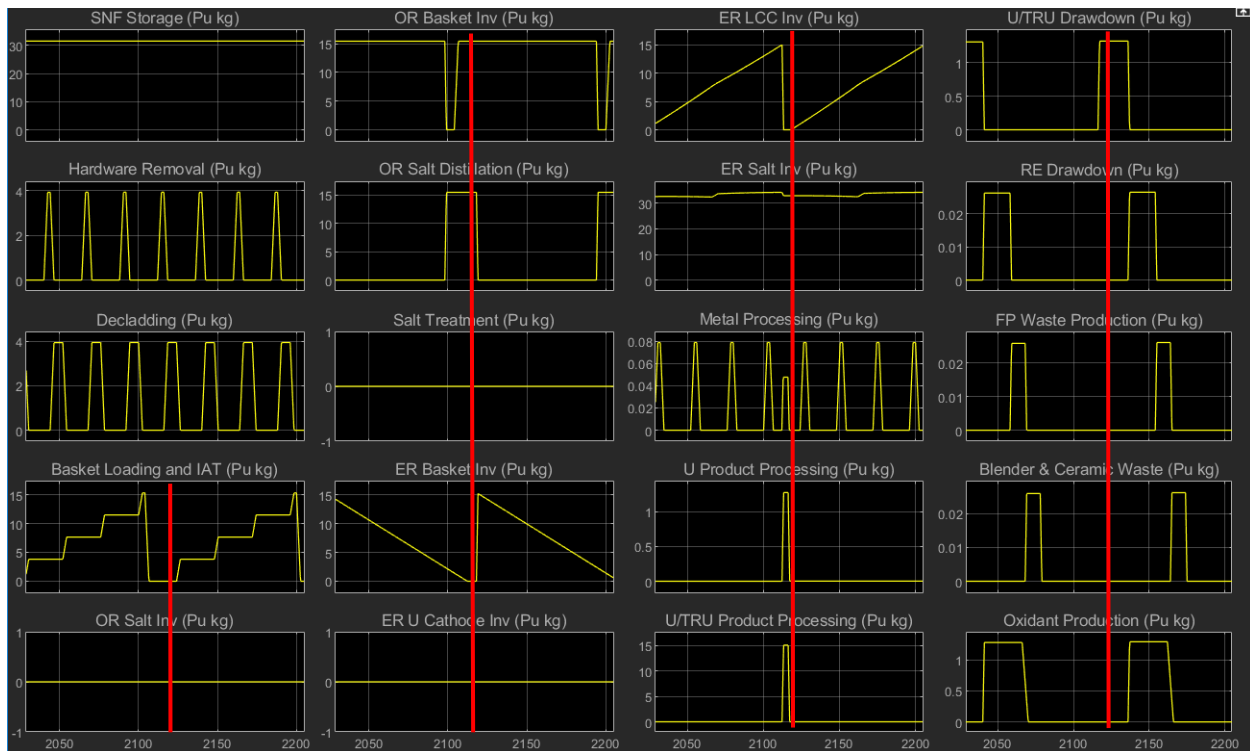 SNF Storage (Pu kg) OR Basket Inv (Pu kg) ER LCC Inv (Pu kg) U/TRU Drawdown (Pu kg)
30 20 10 0
15 10 5 0
15 10 5 0
1 0.5 0
Hardware Removal (Pu kg) OR Salt Distillation (Pu kg) ER Salt Inv (Pu kg) RE Drawdown (Pu kg)
4 2 0
15 10 5 0
30 20 10 0
0.02 0.01 0
Decladding (Pu kg) Salt Treatment (Pu kg) Metal Processing (Pu kg) FP Waste Production (Pu kg)
4 2 0
1 0 -1
0.08 0.06 0.04 0.02 0
0.02 0.01 0
Basket Loading and IAT (Pu kg) ER Basket Inv (Pu kg) U Product Processing (Pu kg) Blender & Ceramic Waste (Pu kg)
15 10 5 0
15 10 5 0
1 0.5 0
0.02 0.01 0
OR Salt Inv (Pu kg) ER U Cathode Inv (Pu kg) U/TRU Product Processing (Pu kg) Oxidant Production (Pu kg)
1 0 -1
1 0 -1
15 10 5 0
1 0.5 0
2050 2100 2150 2200 2050 2100 2150 2200 2050 2100 2150 2200 2050 2100 2150 2200